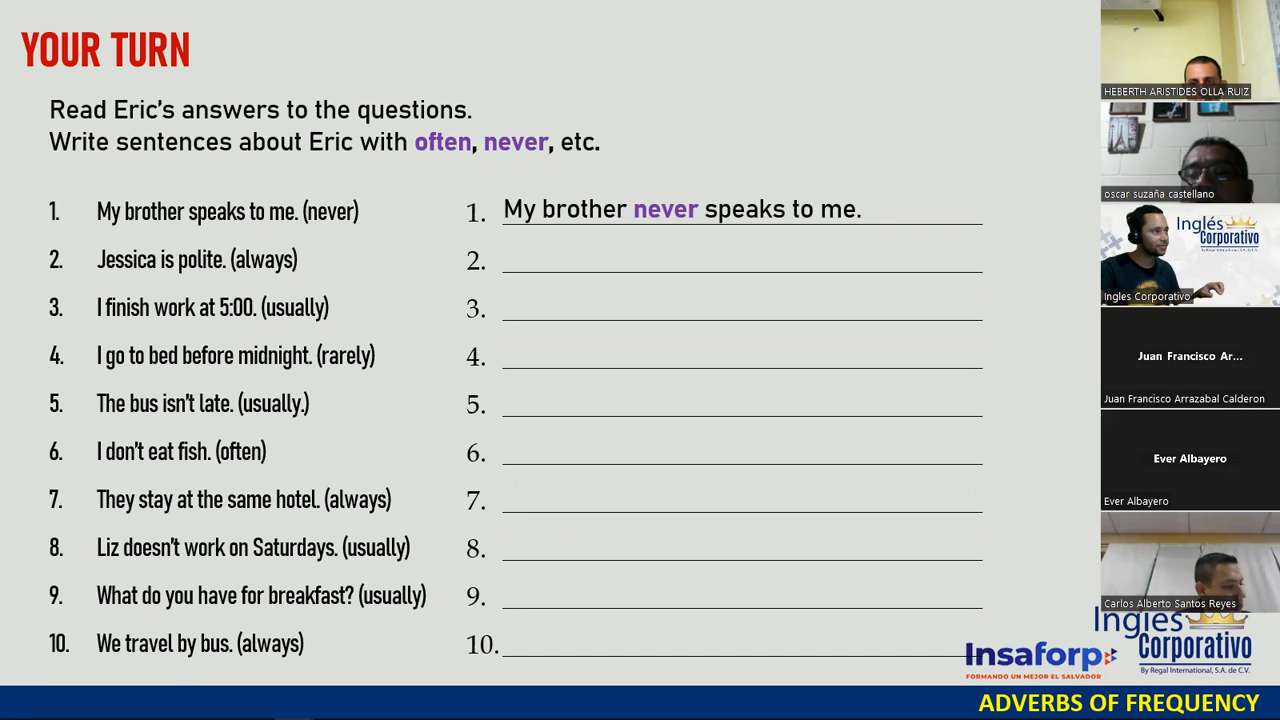 YOUR TURN
Read Eric's answers to the questions.
Write sentences about Eric with often, never, etc.
1. My brother speaks to me. (never)
2. Jessica is polite. (always)
3. I finish work at 5:00. (usually)
4. I go to bed before midnight. (rarely)
5. The bus isn't late. (usually.)
6. I don't eat fish. (often)
7. They stay at the same hotel. (always)
8. Liz doesn't work on Saturdays. (usually)
9. What do you have for breakfast? (usually)
10. We travel by bus. (always)
1. My brother never speaks to me.
2.
3.
4.
5.
6.
7.
8.
9.
10.
HEBERTH ARISTIDES OLLA RUIZ
oscar suzaña castellano
Inglés
Corporativo
By Regal International, S.A. de C.V.
Ingles Corporativo
Juan Francisco Ar...
Juan Francisco Arrazabal Calderon
Ever Albayero
Ever Albayero
Carlos Alberto Santos Reyes
Inglés
Corporativo
By Regal International, S.A. de C.V.
Insaforp
FORMANDO UN MEJOR EL SALVADOR
ADVERBS OF FREQUENCY